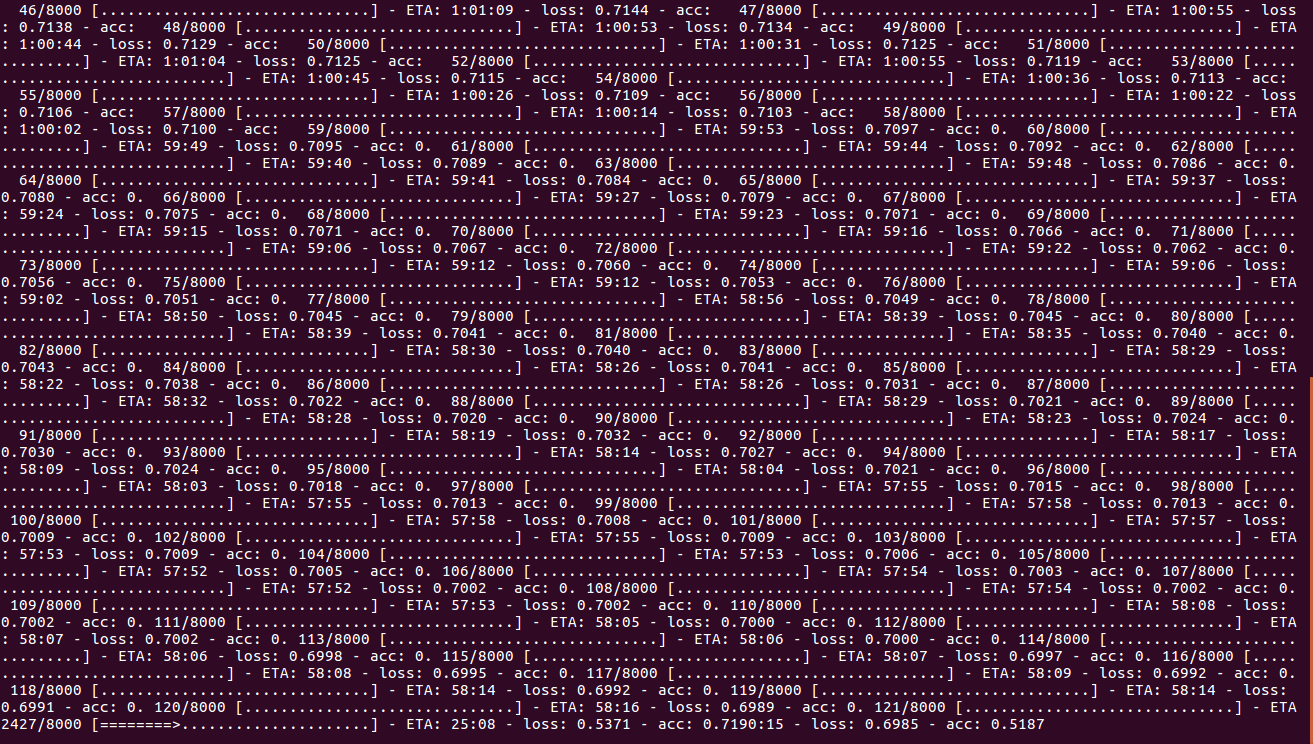 46/8000 [..............................] - ETA: 1:01:09 - loss: 0.7144 - acc:   47/8000 [..............................] - ETA: 1:00:55 - loss
: 0.7138 - acc:   48/8000 [..............................] - ETA: 1:00:53 - loss: 0.7134 - acc:   49/8000 [..............................] - ETA
: 1:00:44 - loss: 0.7129 - acc:   50/8000 [..............................] - ETA: 1:00:31 - loss: 0.7125 - acc:   51/8000 [.....................
.........] - ETA: 1:01:04 - loss: 0.7125 - acc:   52/8000 [..............................] - ETA: 1:00:55 - loss: 0.7119 - acc:   53/8000 [.....
.........................] - ETA: 1:00:45 - loss: 0.7115 - acc:   54/8000 [..............................] - ETA: 1:00:36 - loss: 0.7113 - acc:
55/8000 [..............................] - ETA: 1:00:26 - loss: 0.7109 - acc:   56/8000 [..............................] - ETA: 1:00:22 - loss
: 0.7106 - acc:   57/8000 [..............................] - ETA: 1:00:14 - loss: 0.7103 - acc:   58/8000 [..............................] - ETA
: 1:00:02 - loss: 0.7100 - acc:   59/8000 [..............................] - ETA: 59:53 - loss: 0.7097 - acc: 0.  60/8000 [.....................
.........] - ETA: 59:49 - loss: 0.7095 - acc: 0.  61/8000 [..............................] - ETA: 59:44 - loss: 0.7092 - acc: 0.  62/8000 [.....
.........................] - ETA: 59:40 - loss: 0.7089 - acc: 0.  63/8000 [..............................] - ETA: 59:48 - loss: 0.7086 - acc: 0.
64/8000 [..............................] - ETA: 59:41 - loss: 0.7084 - acc: 0.  65/8000 [..............................] - ETA: 59:37 - loss:
0.7080 - acc: 0.  66/8000 [..............................] - ETA: 59:27 - loss: 0.7079 - acc: 0.  67/8000 [..............................] - ETA
: 59:24 - loss: 0.7075 - acc: 0.  68/8000 [..............................] - ETA: 59:23 - loss: 0.7071 - acc: 0.  69/8000 [.....................
.........] - ETA: 59:15 - loss: 0.7071 - acc: 0.  70/8000 [..............................] - ETA: 59:16 - loss: 0.7066 - acc: 0.  71/8000 [.....
.........................] - ETA: 59:06 - loss: 0.7067 - acc: 0.  72/8000 [..............................] - ETA: 59:22 - loss: 0.7062 - acc: 0.
73/8000 [..............................] - ETA: 59:12 - loss: 0.7060 - acc: 0.  74/8000 [..............................] - ETA: 59:06 - loss:
0.7056 - acc: 0.  75/8000 [..............................] - ETA: 59:12 - loss: 0.7053 - acc: 0.  76/8000 [..............................] - ETA
: 59:02 - loss: 0.7051 - acc: 0.  77/8000 [..............................] - ETA: 58:56 - loss: 0.7049 - acc: 0.  78/8000 [.....................
.........] - ETA: 58:50 - loss: 0.7045 - acc: 0.  79/8000 [..............................] - ETA: 58:39 - loss: 0.7045 - acc: 0.  80/8000 [.....
.........................] - ETA: 58:39 - loss: 0.7041 - acc: 0.  81/8000 [..............................] - ETA: 58:35 - loss: 0.7040 - acc: 0.
82/8000 [..............................] - ETA: 58:30 - loss: 0.7040 - acc: 0.  83/8000 [..............................] - ETA: 58:29 - loss:
0.7043 - acc: 0.  84/8000 [..............................] - ETA: 58:26 - loss: 0.7041 - acc: 0.  85/8000 [..............................] - ETA
: 58:22 - loss: 0.7038 - acc: 0.  86/8000 [..............................] - ETA: 58:26 - loss: 0.7031 - acc: 0.  87/8000 [.....................
.........] - ETA: 58:32 - loss: 0.7022 - acc: 0.  88/8000 [..............................] - ETA: 58:29 - loss: 0.7021 - acc: 0.  89/8000 [.....
.........................] - ETA: 58:28 - loss: 0.7020 - acc: 0.  90/8000 [..............................] - ETA: 58:23 - loss: 0.7024 - acc: 0.
91/8000 [..............................] - ETA: 58:19 - loss: 0.7032 - acc: 0.  92/8000 [..............................] - ETA: 58:17 - loss:
0.7030 - acc: 0.  93/8000 [..............................] - ETA: 58:14 - loss: 0.7027 - acc: 0.  94/8000 [..............................] - ETA
: 58:09 - loss: 0.7024 - acc: 0.  95/8000 [..............................] - ETA: 58:04 - loss: 0.7021 - acc: 0.  96/8000 [.....................
.........] - ETA: 58:03 - loss: 0.7018 - acc: 0.  97/8000 [..............................] - ETA: 57:55 - loss: 0.7015 - acc: 0.  98/8000 [.....
.........................] - ETA: 57:55 - loss: 0.7013 - acc: 0.  99/8000 [..............................] - ETA: 57:58 - loss: 0.7013 - acc: 0.
100/8000 [..............................] - ETA: 57:58 - loss: 0.7008 - acc: 0. 101/8000 [..............................] - ETA: 57:57 - loss:
0.7009 - acc: 0. 102/8000 [..............................] - ETA: 57:55 - loss: 0.7009 - acc: 0. 103/8000 [..............................] - ETA
: 57:53 - loss: 0.7009 - acc: 0. 104/8000 [..............................] - ETA: 57:53 - loss: 0.7006 - acc: 0. 105/8000 [.....................
.........] - ETA: 57:52 - loss: 0.7005 - acc: 0. 106/8000 [..............................] - ETA: 57:54 - loss: 0.7003 - acc: 0. 107/8000 [.....
.........................] - ETA: 57:52 - loss: 0.7002 - acc: 0. 108/8000 [..............................] - ETA: 57:54 - loss: 0.7002 - acc: 0.
109/8000 [..............................] - ETA: 57:53 - loss: 0.7002 - acc: 0. 110/8000 [..............................] - ETA: 58:08 - loss:
0.7002 - acc: 0. 111/8000 [..............................] - ETA: 58:05 - loss: 0.7000 - acc: 0. 112/8000 [..............................] - ETA
: 58:07 - loss: 0.7002 - acc: 0. 113/8000 [..............................] - ETA: 58:06 - loss: 0.7000 - acc: 0. 114/8000 [.....................
.........] - ETA: 58:06 - loss: 0.6998 - acc: 0. 115/8000 [..............................] - ETA: 58:07 - loss: 0.6997 - acc: 0. 116/8000 [.....
.........................] - ETA: 58:08 - loss: 0.6995 - acc: 0. 117/8000 [..............................] - ETA: 58:09 - loss: 0.6992 - acc: 0.
118/8000 [..............................] - ETA: 58:14 - loss: 0.6992 - acc: 0. 119/8000 [..............................] - ETA: 58:14 - loss:
0.6991 - acc: 0. 120/8000 [..............................] - ETA: 58:16 - loss: 0.6989 - acc: 0. 121/8000 [..............................] - ETA
2427/8000 [========>.....................] - ETA: 25:08 - loss: 0.5371 - acc: 0.7190:15 - loss: 0.6985 - acc: 0.5187